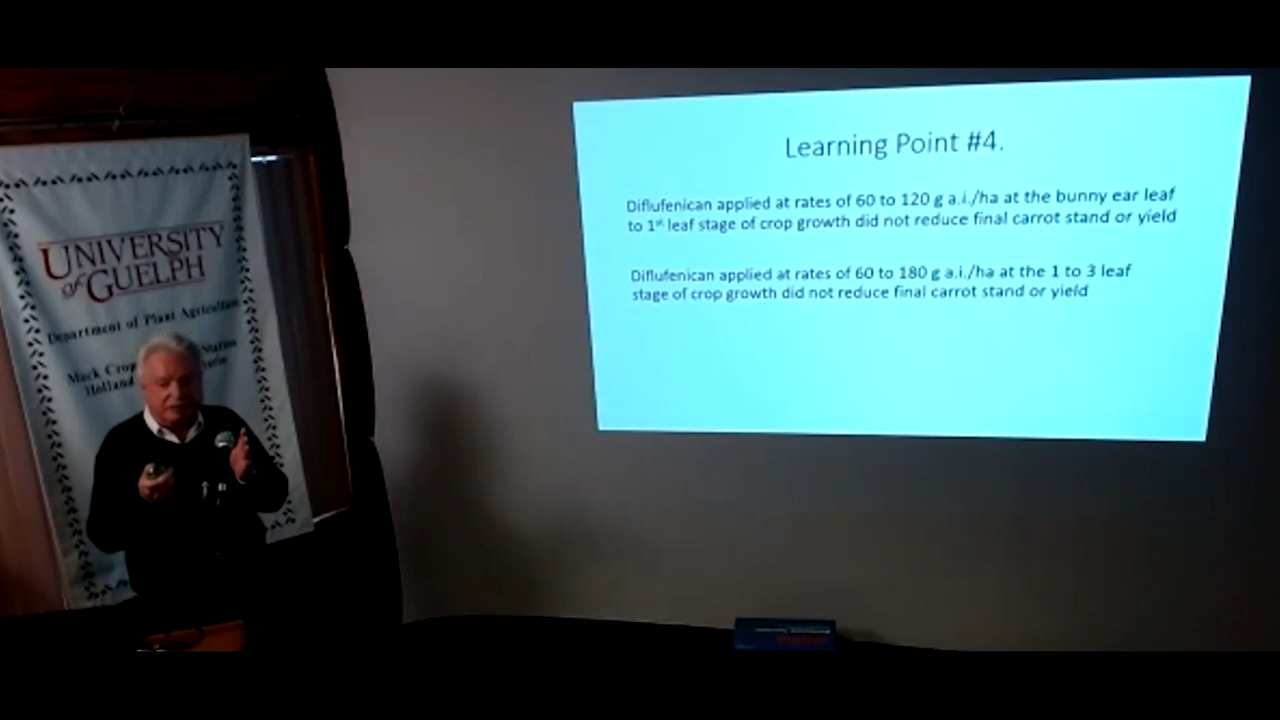 UNIVERSITY
of GUELPH
Department of Plant Agriculture
Muck Crop
Holland
Learning Point #4.
Diflufenican applied at rates of 60 to 120 g a.i./ha at the bunny ear leaf
to 1st leaf stage of crop growth did not reduce final carrot stand or yield
Diflufenican applied at rates of 60 to 180 g a.i./ha at the 1 to 3 leaf
stage of crop growth did not reduce final carrot stand or yield